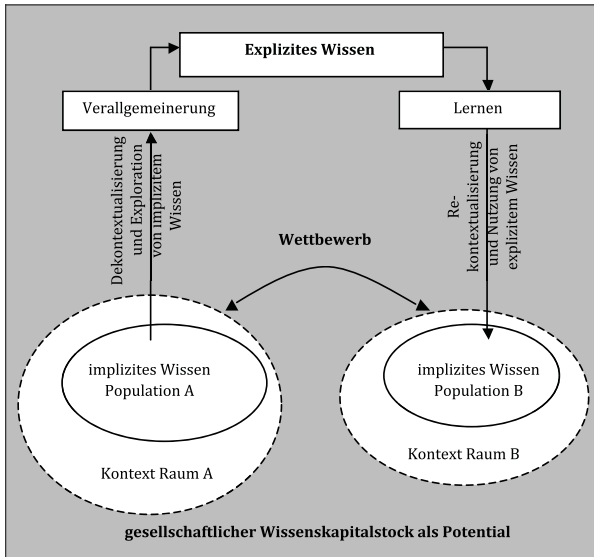 Explizites Wissen
Verallgemeinerung
Lernen
Dekontextualisierung
und Exploration
von implizitem
Wissen
Re-
kontextualisierung
und Nutzung von
explizitem Wissen
Wettbewerb
implizites Wissen
Population A
Kontext Raum A
implizites Wissen
Population B
Kontext Raum B
gesellschaftlicher Wissenskapitalstock als Potential